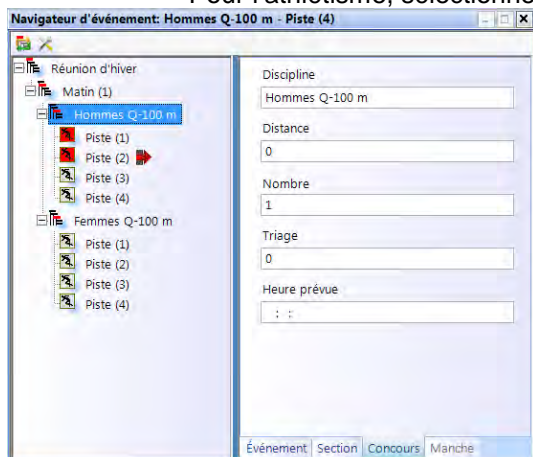 Pour l'athlétisme, sélectionne
Navigateur d'événement: Hommes Q-100 m - Piste (4)
Réunion d'hiver
Matin (1)
Hommes Q-100 m
Piste (1)
Piste (2)
Piste (3)
Piste (4)
Femmes Q-100 m
Piste (1)
Piste (2)
Piste (3)
Piste (4)
Discipline
Hommes Q-100 m
Distance
0
Nombre
1
Triage
0
Heure prévue
: :
Événement Section Concours Manche